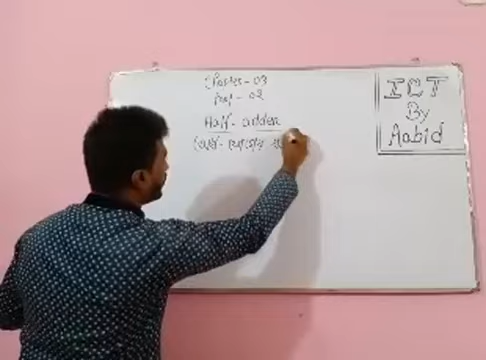 Chapter - 03
Part - 02
Half - adder
ICT
By
Aabid